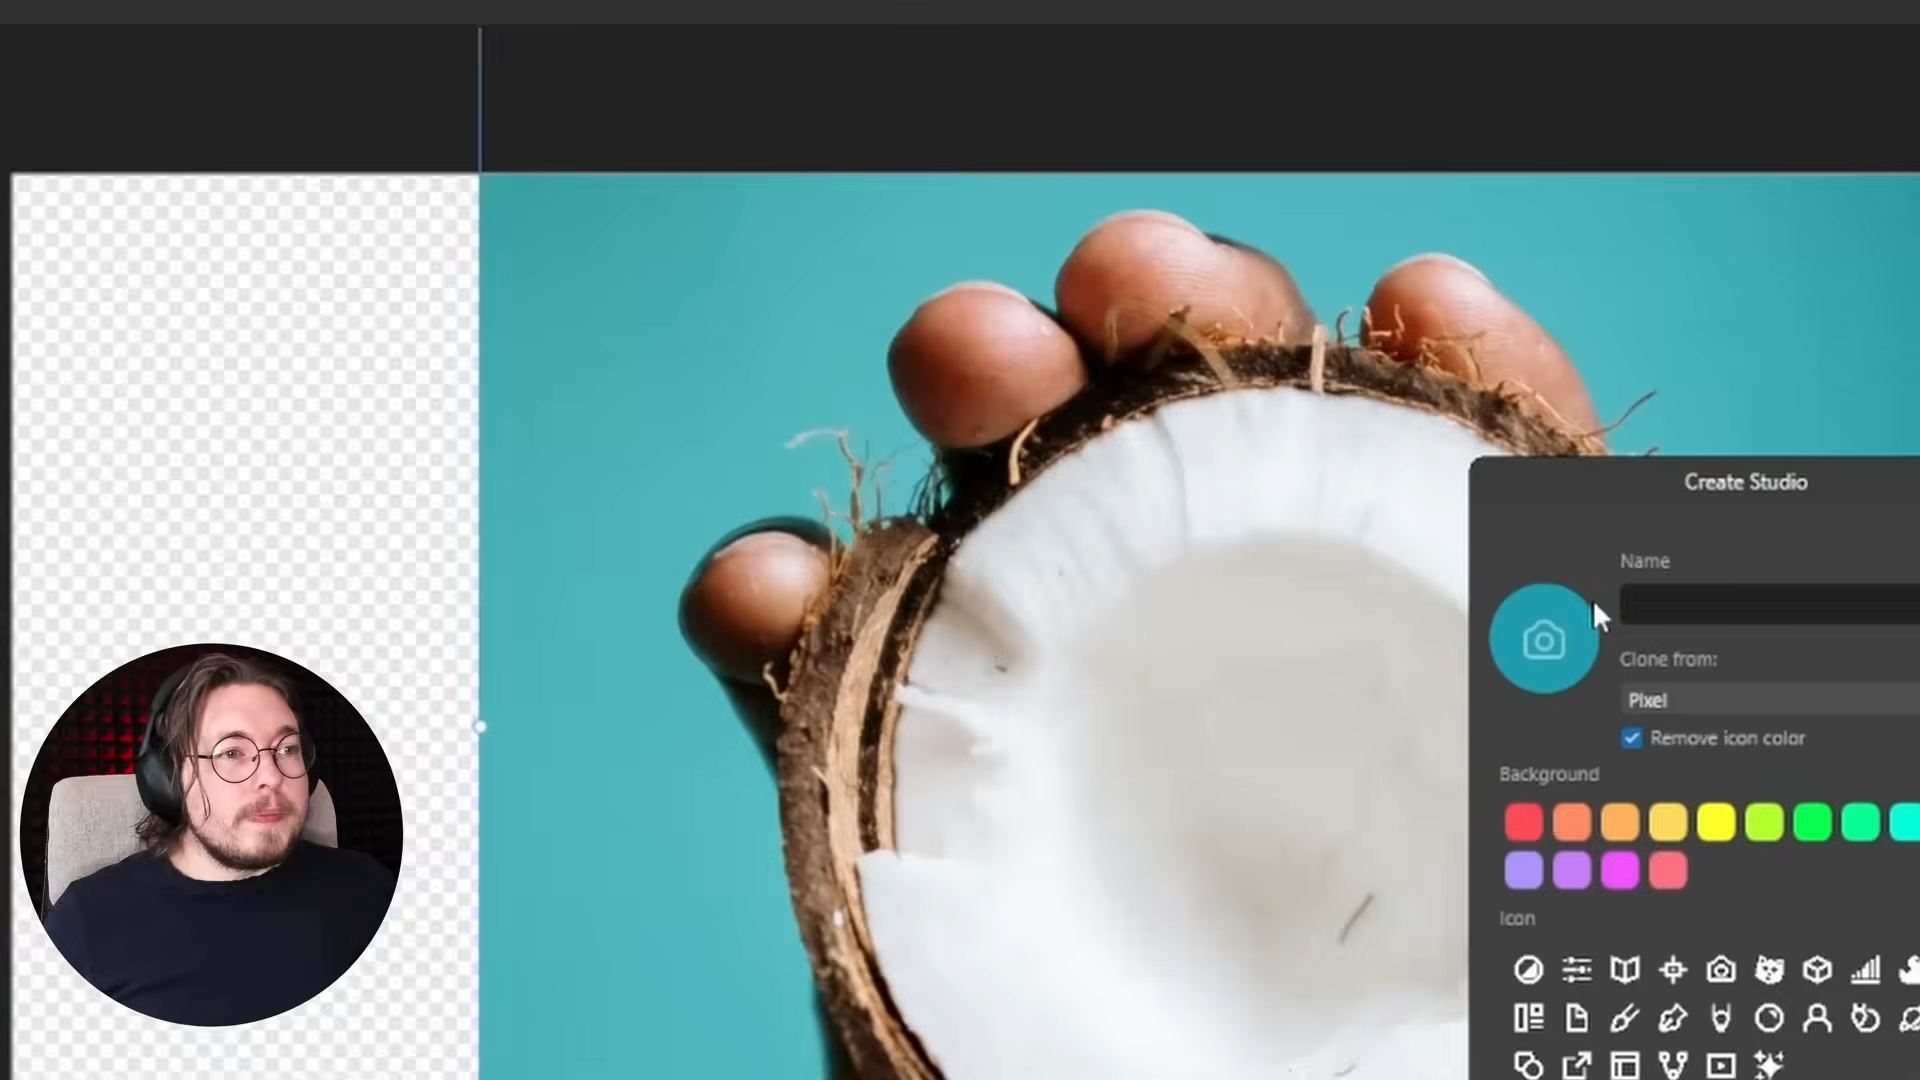 Create Studio
Name
Clone from:
Pixel
Remove icon color
Background
Icon